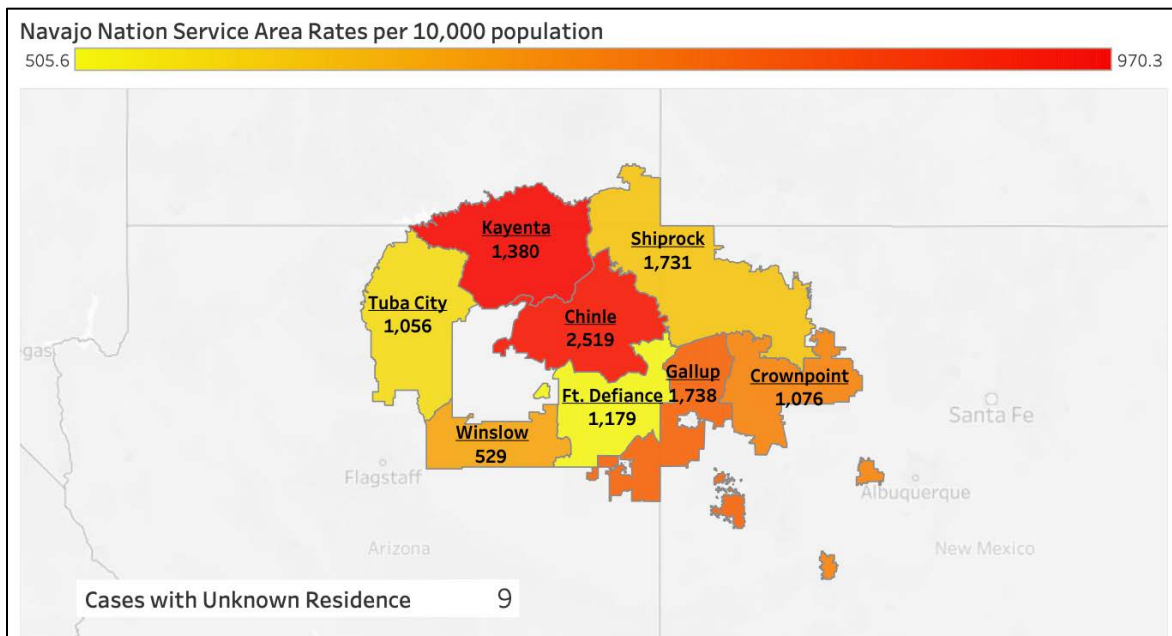 Navajo Nation Service Area Rates per 10,000 population
505.6 970.3
Kayenta
1,380
Shiprock
1,731
Tuba City
1,056
Chinle
2,519
Gallup
1,738
Crownpoint
1,076
Ft. Defiance
1,179
Winslow
529
egas
Santa Fe
Flagstaff
Albuquerque
Arizona
New Mexico
Cases with Unknown Residence 9